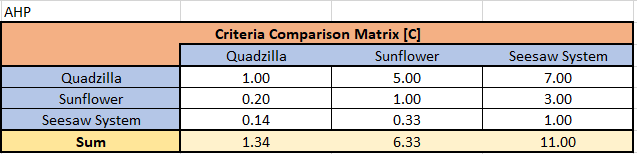 AHP
Criteria Comparison Matrix [C]
Quadzilla Sunflower Seesaw System
Quadzilla 1.00 5.00 7.00
Sunflower 0.20 1.00 3.00
Seesaw System 0.14 0.33 1.00
Sum 1.34 6.33 11.00